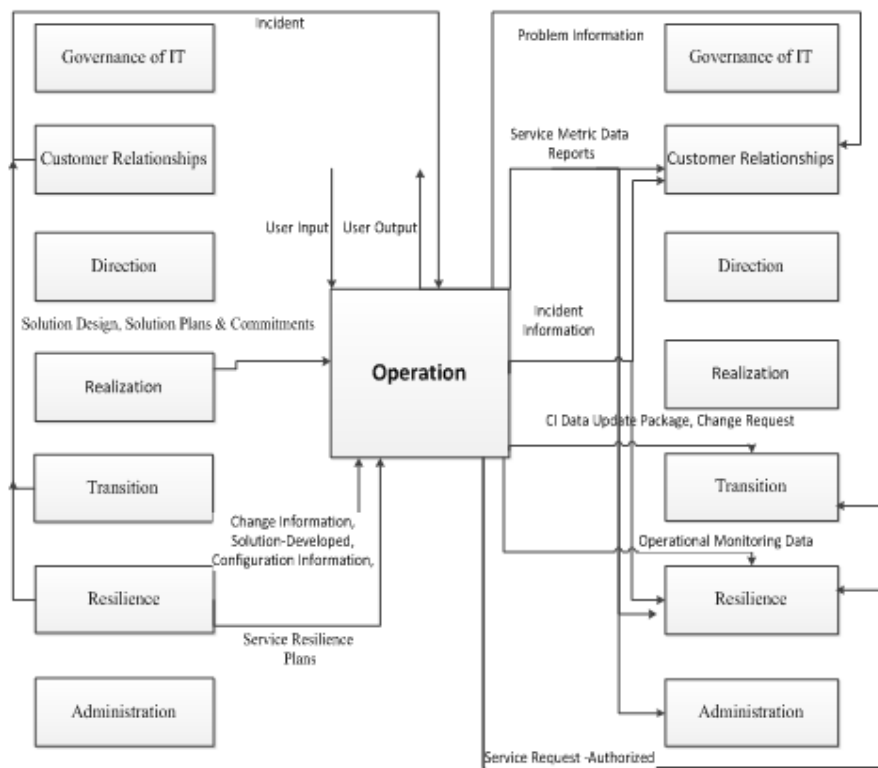 Incident
Problem Information
Governance of IT
Governance of IT
Service Metric Data
Reports
Customer Relationships
Customer Relationships
User Input
User Output
Direction
Direction
Solution Design, Solution Plans & Commitments
Incident
Information
Operation
Realization
Realization
CI Data Update Package, Change Request
Transition
Transition
Change Information,
Solution-Developed,
Configuration Information,
Operational Monitoring Data
Resilience
Resilience
Service Resilience
Plans
Administration
Administration
Service Request -Authorized